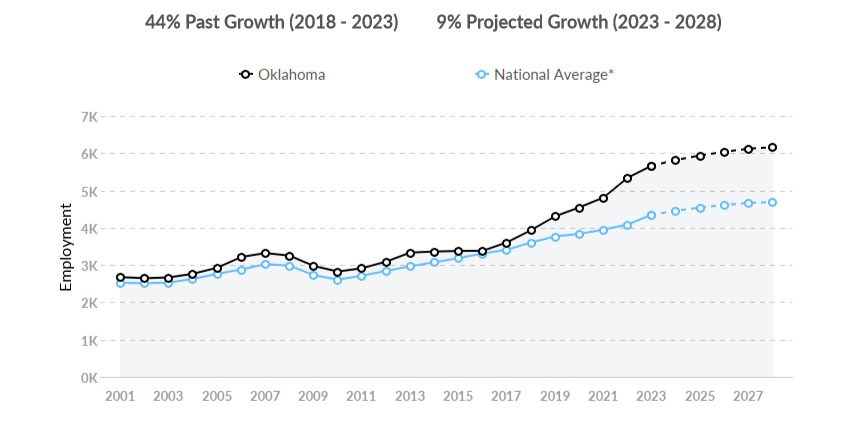 44% Past Growth (2018 - 2023) 9% Projected Growth (2023 - 2028)
Oklahoma National Average*
7K
6K
5K
4K
3K
2K
1K
0K
Employment
2001 2003 2005 2007 2009 2011 2013 2015 2017 2019 2021 2023 2025 2027